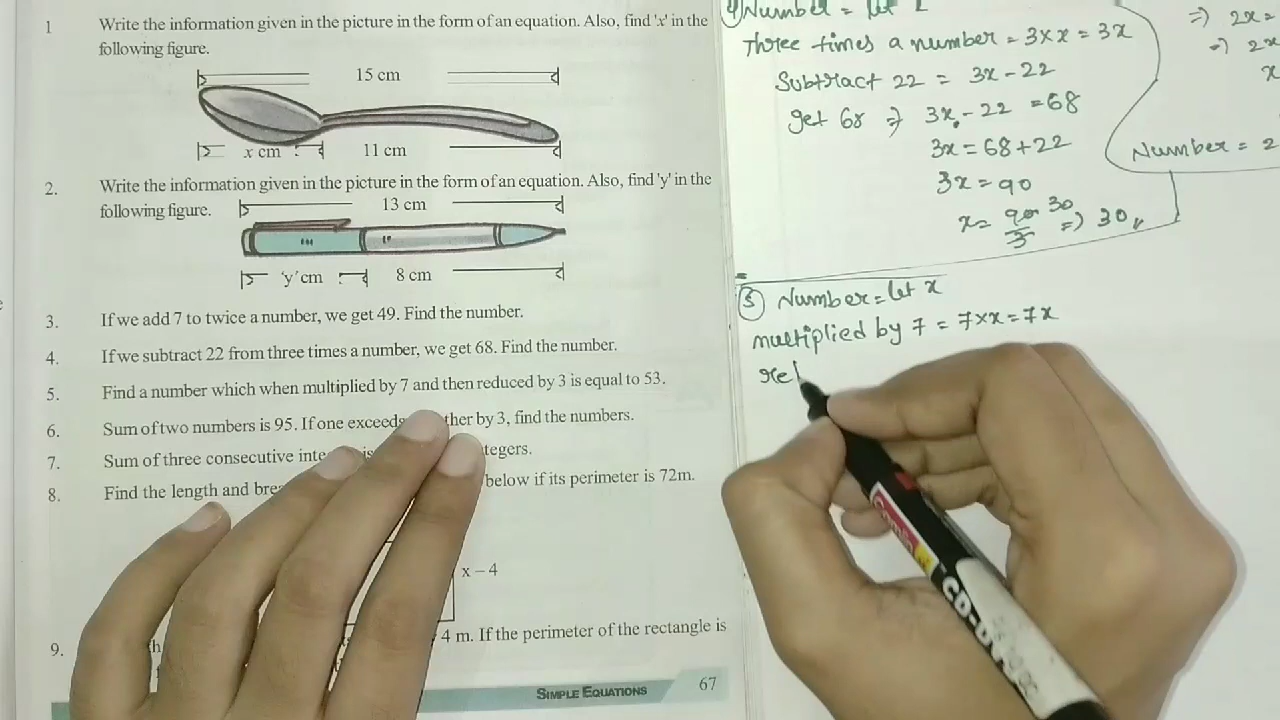 1 Write the information given in the picture in the form of an equation. Also, find 'x' in the
following figure.
15 cm
x cm
11 cm
2. Write the information given in the picture in the form of an equation. Also, find 'y' in the
following figure.
13 cm
'y' cm
8 cm
3. If we add 7 to twice a number, we get 49. Find the number.
4. If we subtract 22 from three times a number, we get 68. Find the number.
5. Find a number which when multiplied by 7 and then reduced by 3 is equal to 53.
6. Sum of two numbers is 95. If one exceeds ther by 3, find the numbers.
7. Sum of three consecutive inte is tegers.
8. Find the length and bre below if its perimeter is 72m.
x – 4
9. 4 m. If the perimeter of the rectangle is
SIMPLE EQUATIONS 67
4) Number = let
Three times a number = 3×x = 3x
Subtract 22 = 3x - 22
get 68 ⇒ 3x - 22 = 68
3x = 68 + 22
3x = 90
x = 90 30
3 ⇒ 30
⇒ 2x =
⇒ 2x
x
Number = 2
5 Number = let x
multiplied by 7 = 7×x = 7x
re